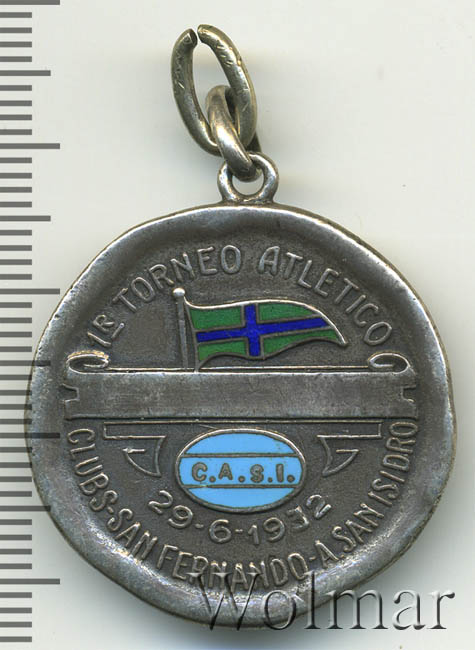 1ER TORNEO ATLETICO
C.A.S.I.
29-6-1932
CLUBS-SAN FERNANDO-A.SAN ISIDRO
Wolmar